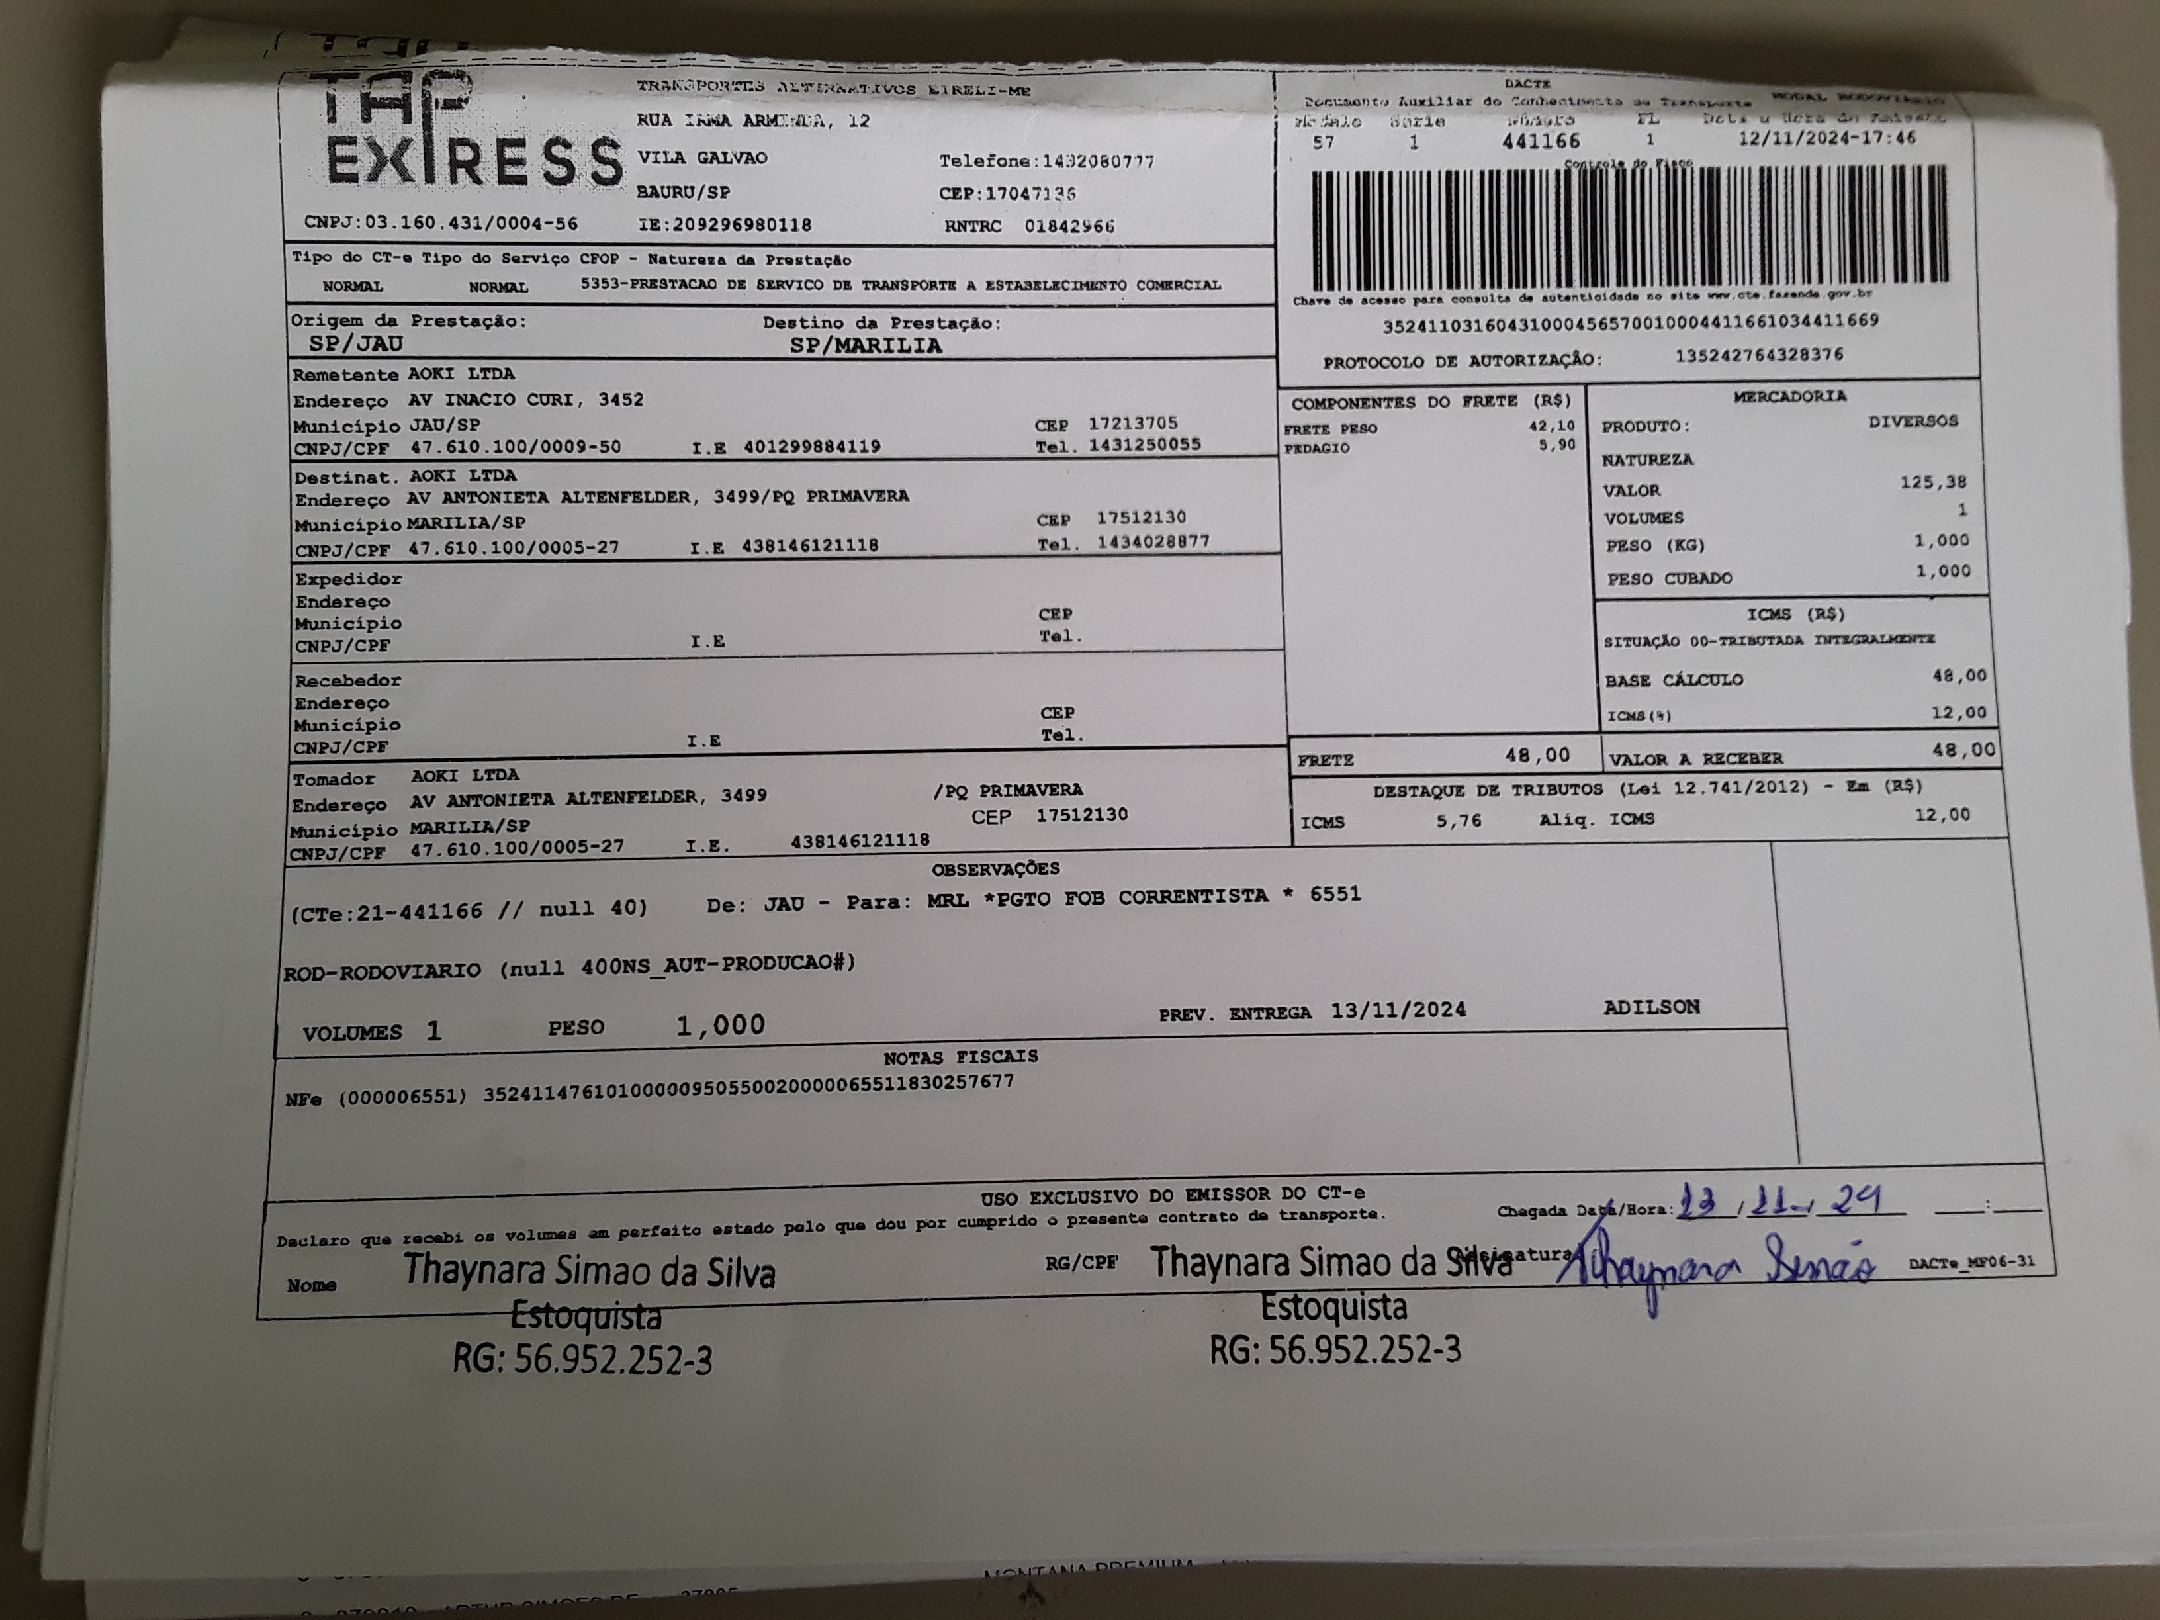 TAP
EXPRESS
TRANSPORTES ALTERNATIVOS EIRELI-ME
RUA IRMA ARMINDA, 12
VILA GALVAO Telefone:1432080777
BAURU/SP CEP:17047136
CNPJ:03.160.431/0004-56 IE:209296980118 RNTRC 01842966
DACTE
Documento Auxiliar do Conhecimento de Transporte MODAL RODOVIARIO
Modelo Serie Número FL Data e Hora de Emissão
57 1 441166 1 12/11/2024-17:46
Controle do Fisco
Chave de acesso para consulta de autenticidade no site www.cte.fazenda.gov.br
35241103160431000456570010004411661034411669
PROTOCOLO DE AUTORIZAÇÃO: 135242764328376
Tipo do CT-e Tipo do Serviço CFOP - Natureza da Prestação
NORMAL NORMAL 5353-PRESTACAO DE SERVICO DE TRANSPORTE A ESTABELECIMENTO COMERCIAL
Origem da Prestação: Destino da Prestação:
SP/JAU SP/MARILIA
Remetente AOKI LTDA
Endereço AV INACIO CURI, 3452
Município JAU/SP CEP 17213705
CNPJ/CPF 47.610.100/0009-50 I.E 401299884119 Tel. 1431250055
Destinat. AOKI LTDA
Endereço AV ANTONIETA ALTENFELDER, 3499/PQ PRIMAVERA
Município MARILIA/SP CEP 17512130
CNPJ/CPF 47.610.100/0005-27 I.E 438146121118 Tel. 1434028877
Expedidor
Endereço
Município CEP
CNPJ/CPF I.E Tel.
Recebedor
Endereço
Município CEP
CNPJ/CPF I.E Tel.
Tomador AOKI LTDA
Endereço AV ANTONIETA ALTENFELDER, 3499 /PQ PRIMAVERA
Município MARILIA/SP CEP 17512130
CNPJ/CPF 47.610.100/0005-27 I.E. 438146121118
COMPONENTES DO FRETE (R$)
FRETE PESO 42,10
PEDAGIO 5,90
MERCADORIA
PRODUTO: DIVERSOS
NATUREZA
VALOR 125,38
VOLUMES 1
PESO (KG) 1,000
PESO CUBADO 1,000
ICMS (R$)
SITUAÇÃO 00-TRIBUTADA INTEGRALMENTE
BASE CÁLCULO 48,00
ICMS(%) 12,00
FRETE 48,00 VALOR A RECEBER 48,00
DESTAQUE DE TRIBUTOS (Lei 12.741/2012) - Em (R$)
ICMS 5,76 Aliq. ICMS 12,00
OBSERVAÇÕES
(CTe:21-441166 // null 40) De: JAU - Para: MRL *PGTO FOB CORRENTISTA * 6551
ROD-RODOVIARIO (null 400NS_AUT-PRODUCAO#)
VOLUMES 1 PESO 1,000 PREV. ENTREGA 13/11/2024 ADILSON
NOTAS FISCAIS
NFe (000006551) 35241147610100000950550020000065511830257677
USO EXCLUSIVO DO EMISSOR DO CT-e
Declaro que recebi os volumes em perfeito estado pelo que dou por cumprido o presente contrato de transporte.
Chegada Data/Hora: 13 / 11 / 24 :
Nome Thaynara Simao da Silva RG/CPF Thaynara Simao da Silva Assinatura Thaynara Simão DACTe_MF06-31
Estoquista Estoquista
RG: 56.952.252-3 RG: 56.952.252-3
MONTANA PREMIUM